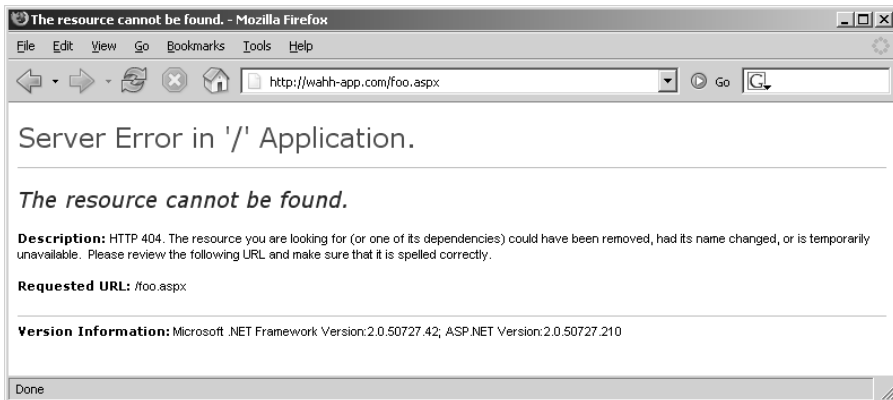 The resource cannot be found. - Mozilla Firefox
File Edit View Go Bookmarks Tools Help
http://wahh-app.com/foo.aspx Go G
Server Error in '/' Application.
The resource cannot be found.
Description: HTTP 404. The resource you are looking for (or one of its dependencies) could have been removed, had its name changed, or is temporarily
unavailable. Please review the following URL and make sure that it is spelled correctly.
Requested URL: /foo.aspx
Version Information: Microsoft .NET Framework Version:2.0.50727.42; ASP.NET Version:2.0.50727.210
Done